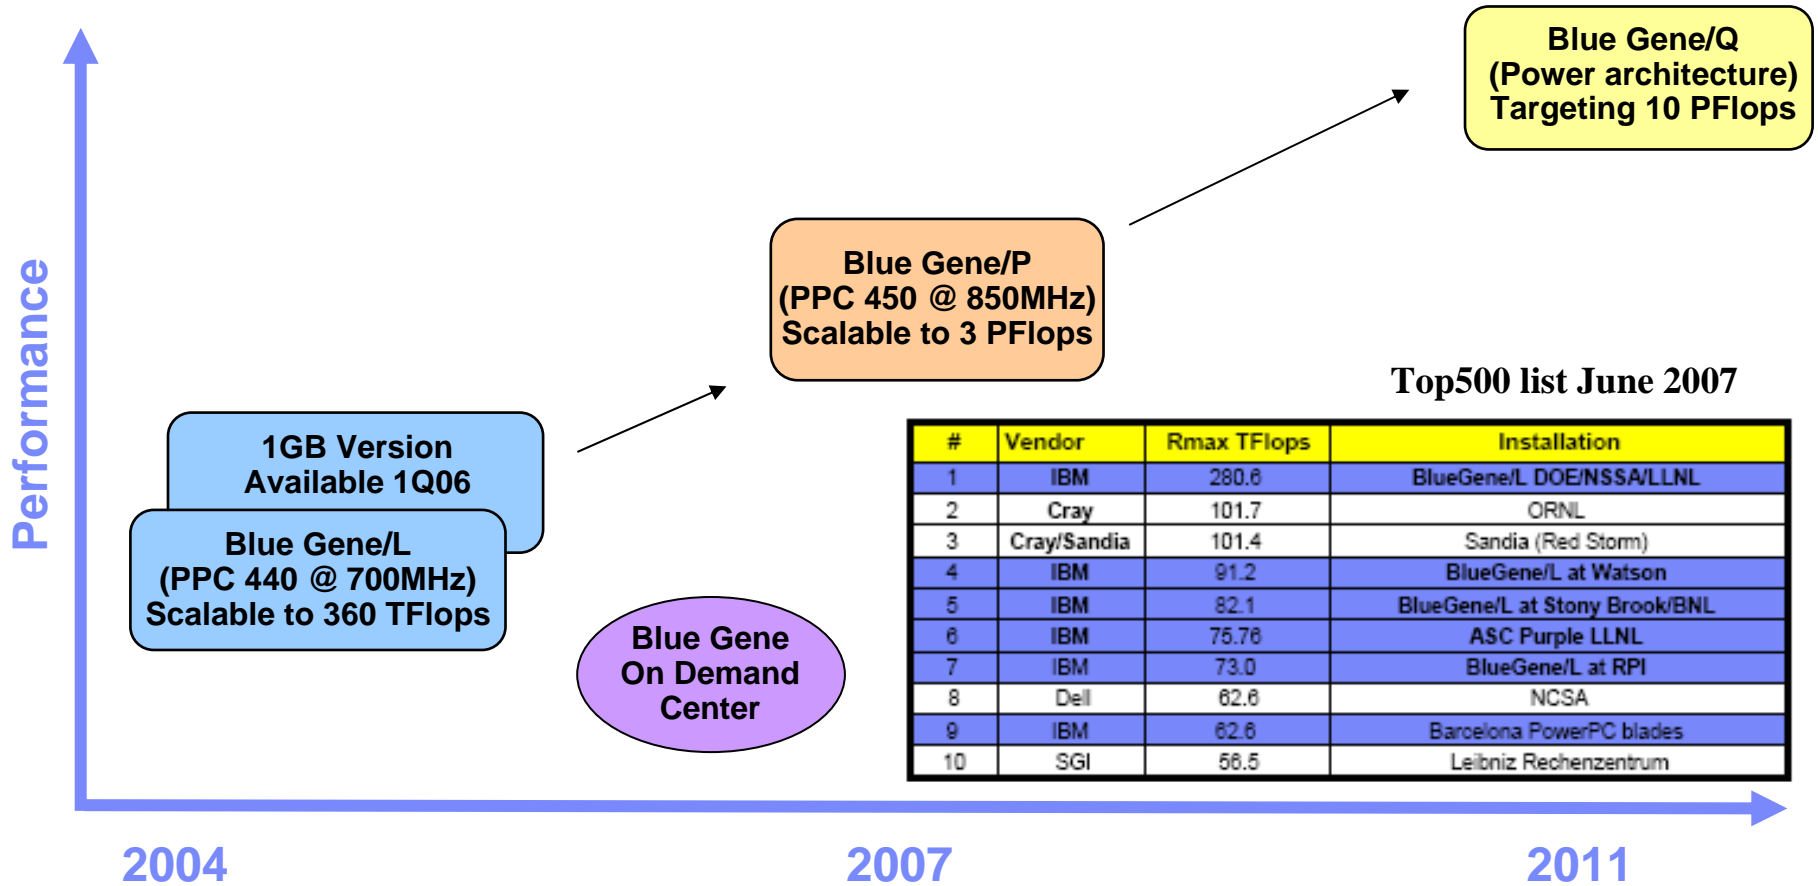 Blue Gene/Q
(Power architecture)
Targeting 10 PFlops
Blue Gene/P
(PPC 450 @ 850MHz)
Scalable to 3 PFlops
1GB Version
Available 1Q06
Blue Gene/L
(PPC 440 @ 700MHz)
Scalable to 360 TFlops
Blue Gene
On Demand
Center
Performance
Top500 list June 2007
# Vendor Rmax TFlops Installation
1 IBM 280.6 BlueGene/L DOE/NSSA/LLNL
2 Cray 101.7 ORNL
3 Cray/Sandia 101.4 Sandia (Red Storm)
4 IBM 91.2 BlueGene/L at Watson
5 IBM 82.1 BlueGene/L at Stony Brook/BNL
6 IBM 75.76 ASC Purple LLNL
7 IBM 73.0 BlueGene/L at RPI
8 Dell 62.6 NCSA
9 IBM 62.6 Barcelona PowerPC blades
10 SGI 56.5 Leibniz Rechenzentrum
2004 2007 2011